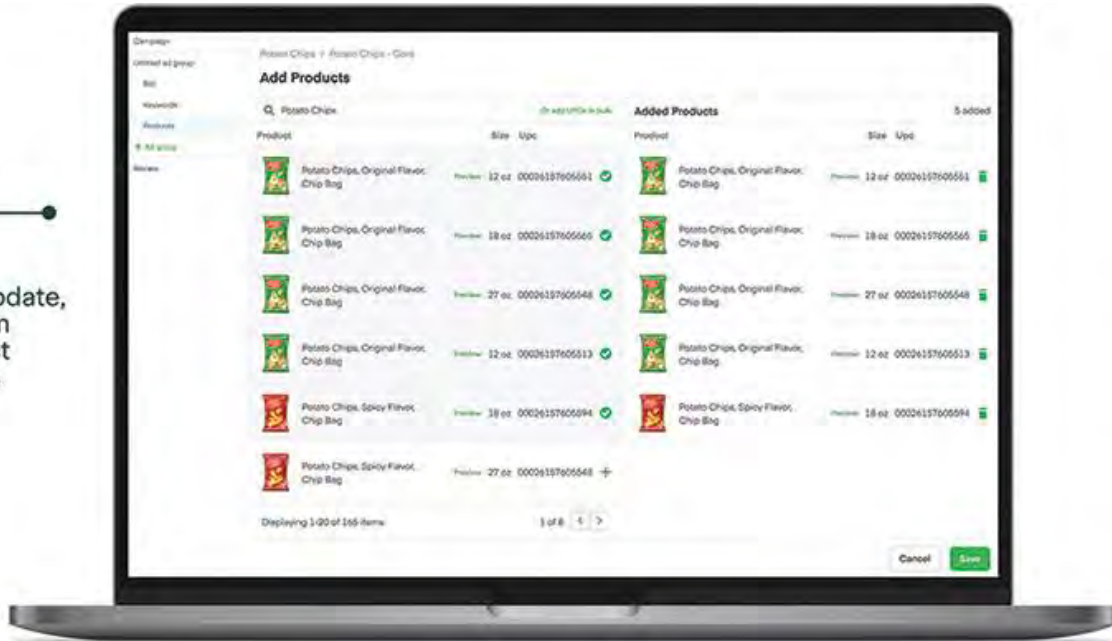 Campaign
Untitled ad group
Bid
Keywords
Products
Ad group
Review
Potato Chips / Potato Chips -
Add Products
Potato Chips
Or add UPCs in bulk
Product Size Upc
Potato Chips, Original Flavor,
Chip Bag
Preview 12 oz 00026157605551
Potato Chips, Original Flavor,
Chip Bag
Preview 18 oz 00026157605565
Potato Chips, Original Flavor,
Chip Bag
Preview 27 oz 00026157605548
Potato Chips, Original Flavor,
Chip Bag
Preview 12 oz 00026157605513
Potato Chips, Spicy Flavor,
Chip Bag
Preview 18 oz 00026157605594
Potato Chips, Spicy Flavor,
Chip Bag
Preview 27 oz 00026157605548
Displaying 1-20 of 165 items
1 of 8
Added Products
5 added
Product Size Upc
Potato Chips, Original Flavor,
Chip Bag
Preview 12 oz 00026157605551
Potato Chips, Original Flavor,
Chip Bag
Preview 18 oz 00026157605565
Potato Chips, Original Flavor,
Chip Bag
Preview 27 oz 00026157605548
Potato Chips, Original Flavor,
Chip Bag
Preview 12 oz 00026157605513
Potato Chips, Spicy Flavor,
Chip Bag
Preview 18 oz 00026157605594
Cancel
Save